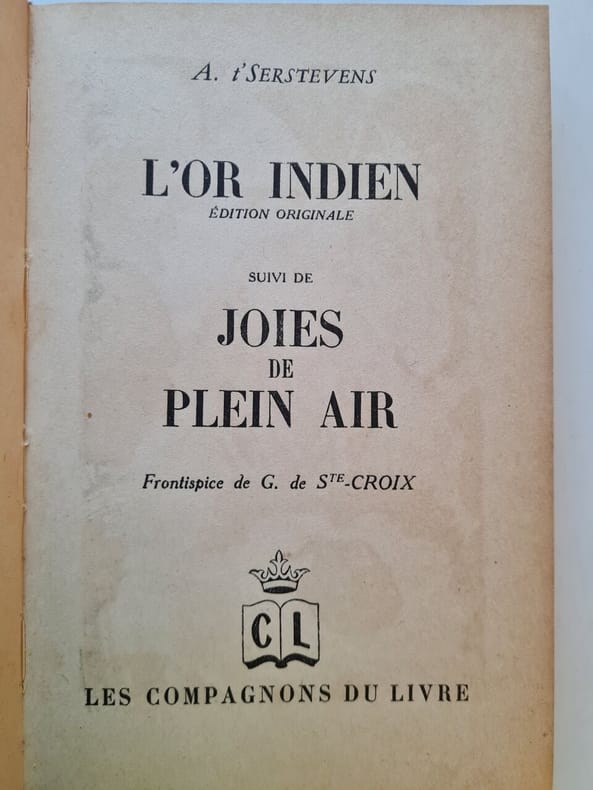 A. t'SERSTEVENS
L'OR INDIEN
ÉDITION ORIGINALE
SUIVI DE
JOIES
DE
PLEIN AIR
Frontispice de G. de STE-CROIX
C L
LES COMPAGNONS DU LIVRE